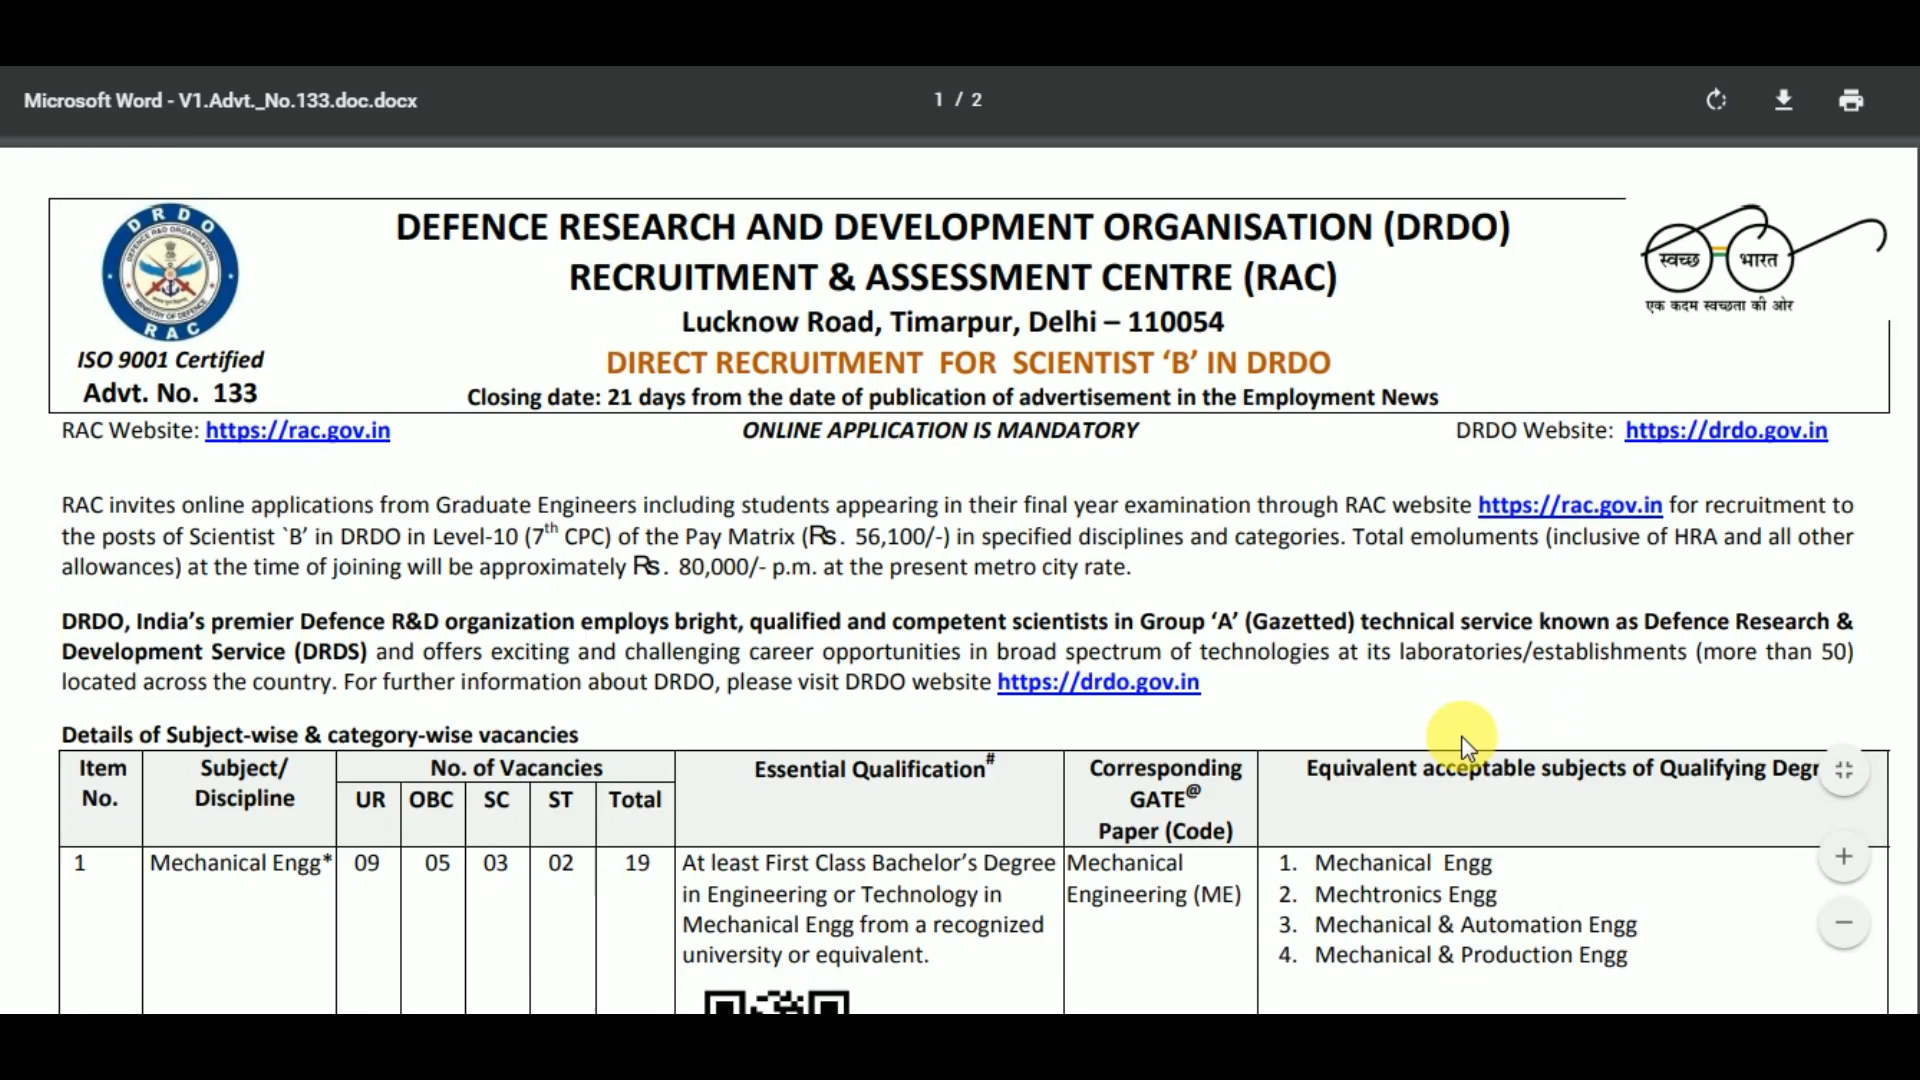 Microsoft Word - V1.Advt._No.133.doc.docx
1 / 2
DRDO
DEFENCE R&D ORGANISATION
MINISTRY OF DEFENCE
RAC
ISO 9001 Certified
Advt. No. 133
DEFENCE RESEARCH AND DEVELOPMENT ORGANISATION (DRDO)
RECRUITMENT & ASSESSMENT CENTRE (RAC)
Lucknow Road, Timarpur, Delhi – 110054
DIRECT RECRUITMENT FOR SCIENTIST ‘B’ IN DRDO
Closing date: 21 days from the date of publication of advertisement in the Employment News
स्वच्छ भारत
एक कदम स्वच्छता की ओर
RAC Website: https://rac.gov.in
ONLINE APPLICATION IS MANDATORY
DRDO Website: https://drdo.gov.in
RAC invites online applications from Graduate Engineers including students appearing in their final year examination through RAC website https://rac.gov.in for recruitment to
the posts of Scientist `B’ in DRDO in Level-10 (7th CPC) of the Pay Matrix (Rs. 56,100/-) in specified disciplines and categories. Total emoluments (inclusive of HRA and all other
allowances) at the time of joining will be approximately Rs. 80,000/- p.m. at the present metro city rate.
DRDO, India’s premier Defence R&D organization employs bright, qualified and competent scientists in Group ‘A’ (Gazetted) technical service known as Defence Research &
Development Service (DRDS) and offers exciting and challenging career opportunities in broad spectrum of technologies at its laboratories/establishments (more than 50)
located across the country. For further information about DRDO, please visit DRDO website https://drdo.gov.in
Details of Subject-wise & category-wise vacancies
Item No.
Subject/ Discipline
No. of Vacancies
UR OBC SC ST Total
Essential Qualification#
Corresponding
GATE@
Paper (Code)
Equivalent acceptable subjects of Qualifying Degr
1 Mechanical Engg* 09 05 03 02 19
At least First Class Bachelor’s Degree
in Engineering or Technology in
Mechanical Engg from a recognized
university or equivalent.
Mechanical
Engineering (ME)
1. Mechanical Engg
2. Mechtronics Engg
3. Mechanical & Automation Engg
4. Mechanical & Production Engg